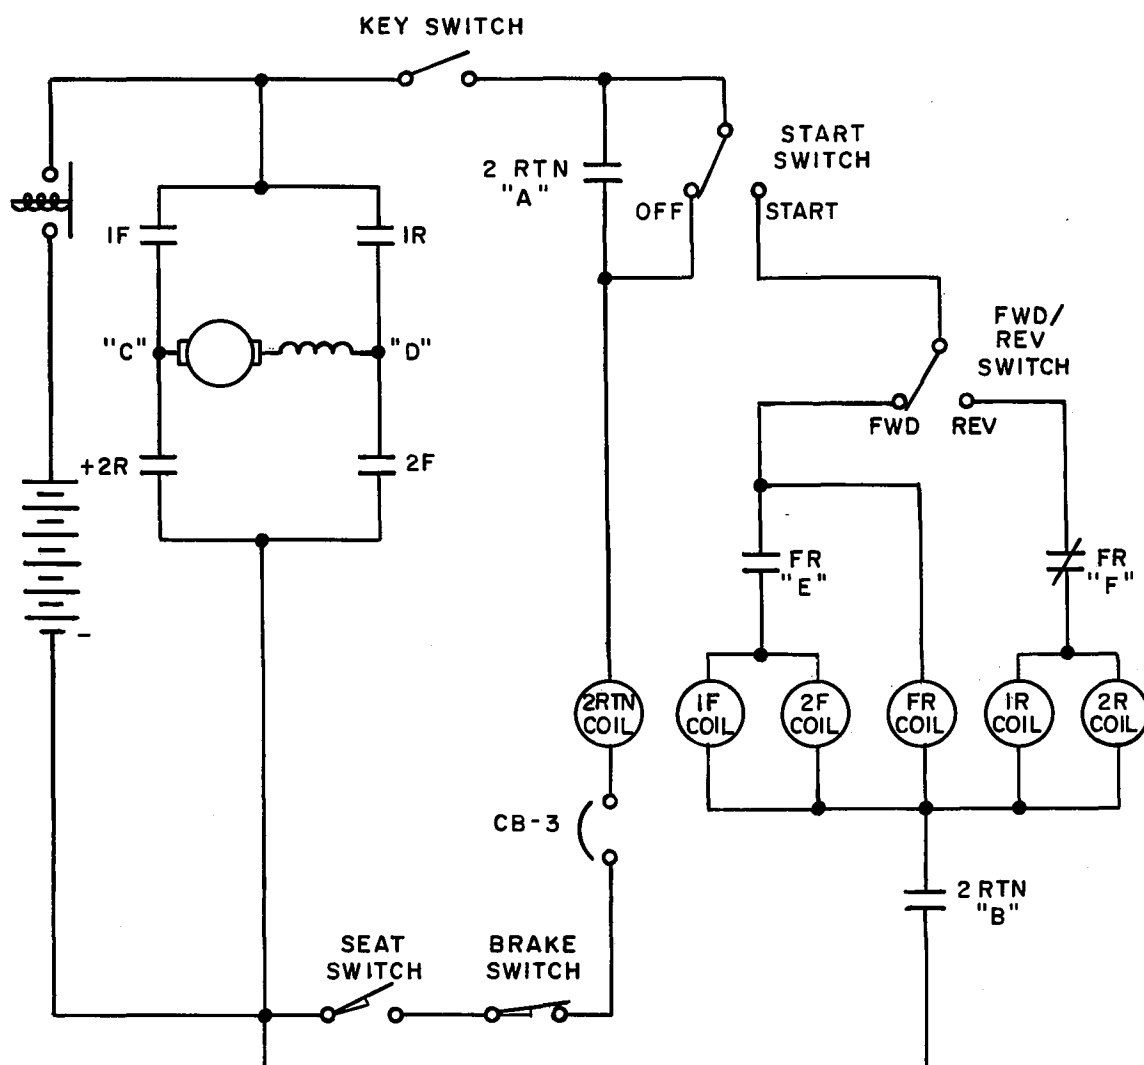 KEY SWITCH
2 RTN
"A"
START
SWITCH
OFF
START
1F
1R
"C"
"D"
FWD/
REV
SWITCH
FWD
REV
+2R
2F
-
FR
"E"
FR
"F"
2RTN
COIL
1F
COIL
2F
COIL
FR
COIL
1R
COIL
2R
COIL
CB-3
2 RTN
"B"
SEAT
SWITCH
BRAKE
SWITCH